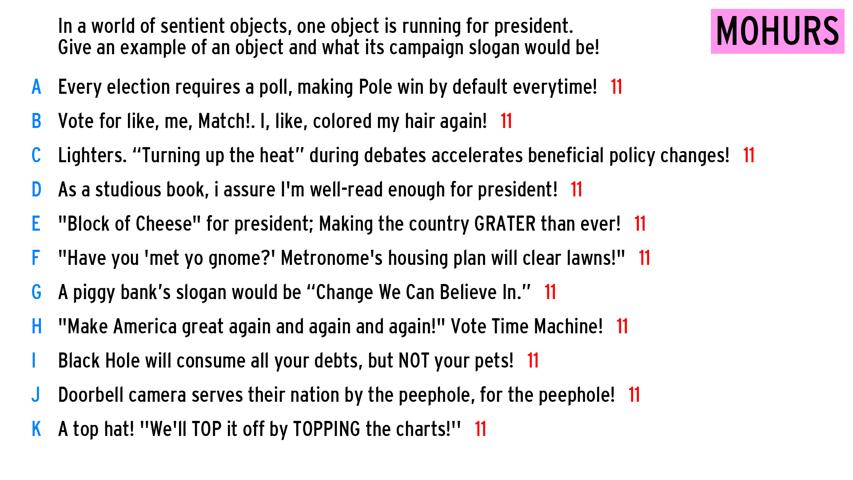 In a world of sentient objects, one object is running for president.
Give an example of an object and what its campaign slogan would be!
MOHURS
A Every election requires a poll, making Pole win by default everytime! 11
B Vote for like, me, Match!. I, like, colored my hair again! 11
C Lighters. “Turning up the heat” during debates accelerates beneficial policy changes! 11
D As a studious book, i assure I'm well-read enough for president! 11
E "Block of Cheese" for president; Making the country GRATER than ever! 11
F "Have you 'met yo gnome?' Metronome's housing plan will clear lawns!" 11
G A piggy bank’s slogan would be “Change We Can Believe In.” 11
H "Make America great again and again and again!" Vote Time Machine! 11
I Black Hole will consume all your debts, but NOT your pets! 11
J Doorbell camera serves their nation by the peephole, for the peephole! 11
K A top hat! "We'll TOP it off by TOPPING the charts!" 11